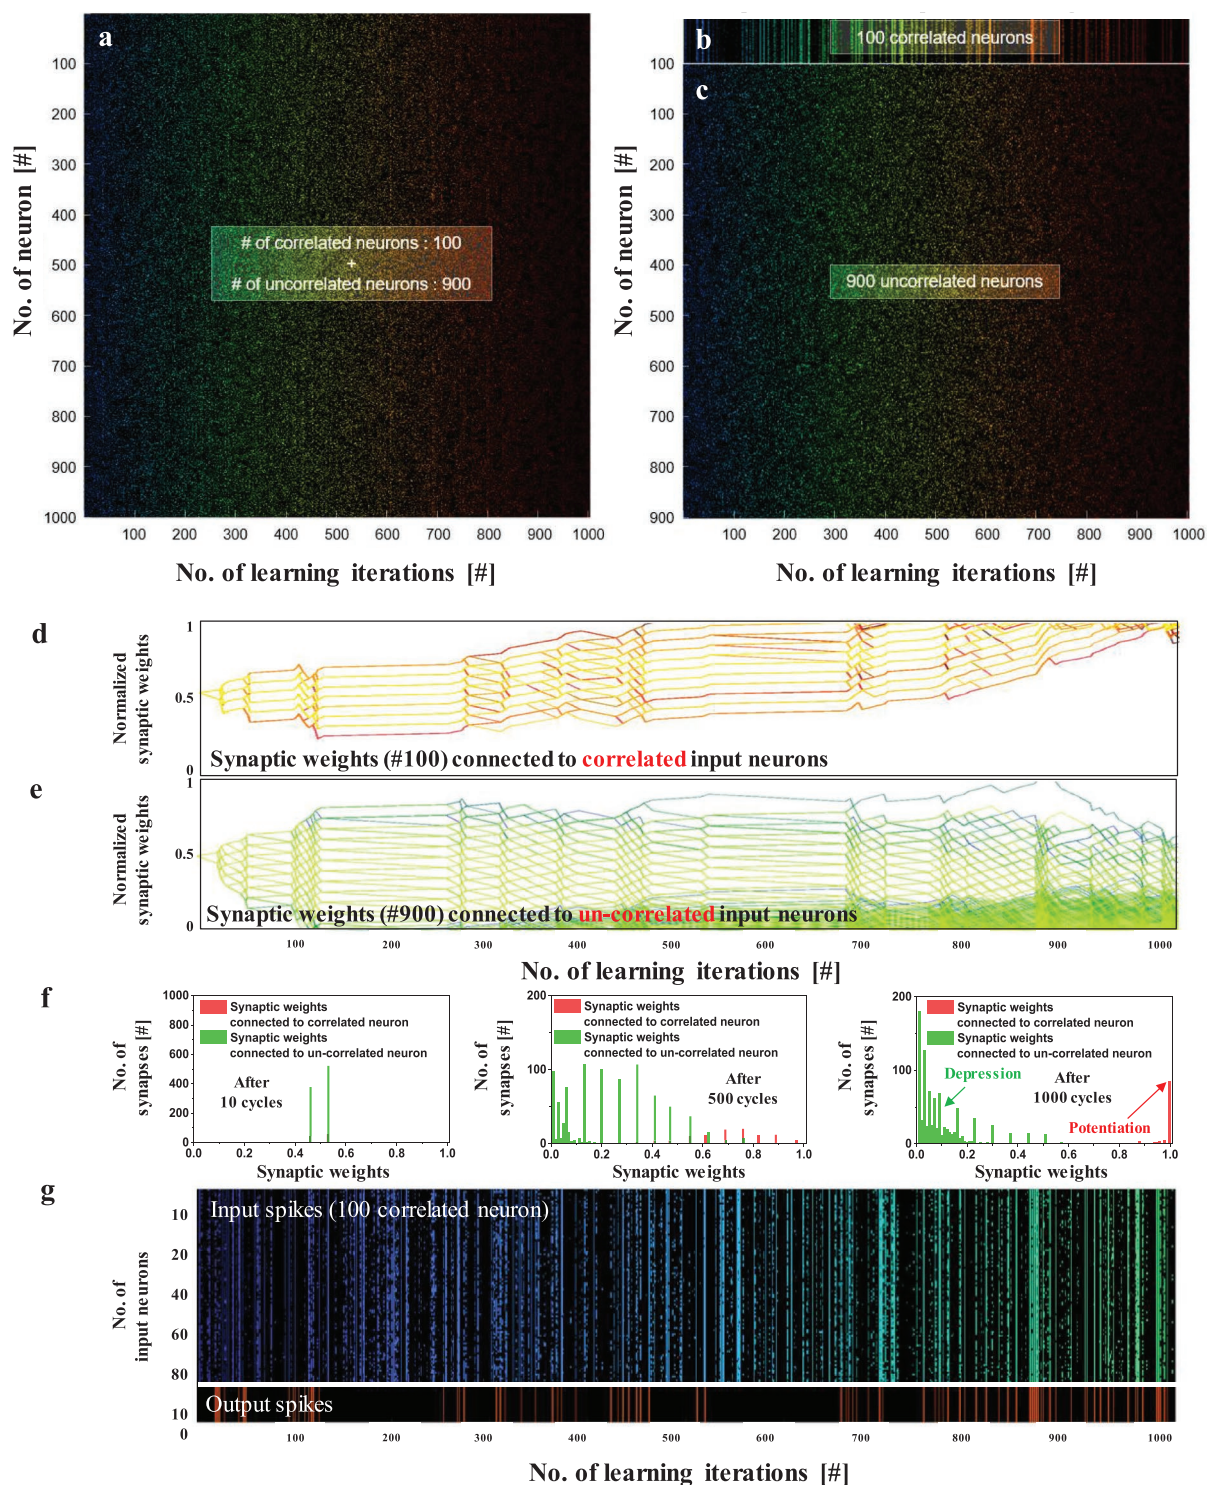 a
No. of neuron [#]
100
200
300
400
500
600
700
800
900
1000
# of correlated neurons : 100
+
# of uncorrelated neurons : 900
100 200 300 400 500 600 700 800 900 1000
No. of learning iterations [#]
b
100 correlated neurons
100
c
No. of neuron [#]
100
200
300
400
500
600
700
800
900
900 uncorrelated neurons
100 200 300 400 500 600 700 800 900 1000
No. of learning iterations [#]
d
Normalized
synaptic weights
1
0.5
0
Synaptic weights (#100) connected to correlated input neurons
e
Normalized
synaptic weights
1
0.5
0
Synaptic weights (#900) connected to un-correlated input neurons
100 200 300 400 500 600 700 800 900 1000
No. of learning iterations [#]
f
No. of
synapses [#]
1000
800
600
400
200
0
Synaptic weights
connected to correlated neuron
Synaptic weights
connected to un-correlated neuron
After
10 cycles
0.0 0.2 0.4 0.6 0.8 1.0
Synaptic weights
No. of
synapses [#]
200
100
0
Synaptic weights
connected to correlated neuron
Synaptic weights
connected to un-correlated neuron
After
500 cycles
0.0 0.2 0.4 0.6 0.8 1.0
Synaptic weights
No. of
synapses [#]
200
100
0
Synaptic weights
connected to correlated neuron
Synaptic weights
connected to un-correlated neuron
Depression
After
1000 cycles
Potentiation
0.0 0.2 0.4 0.6 0.8 1.0
Synaptic weights
g
No. of
input neurons
10
20
40
60
80
10
0
Input spikes (100 correlated neuron)
Output spikes
100 200 300 400 500 600 700 800 900 1000
No. of learning iterations [#]